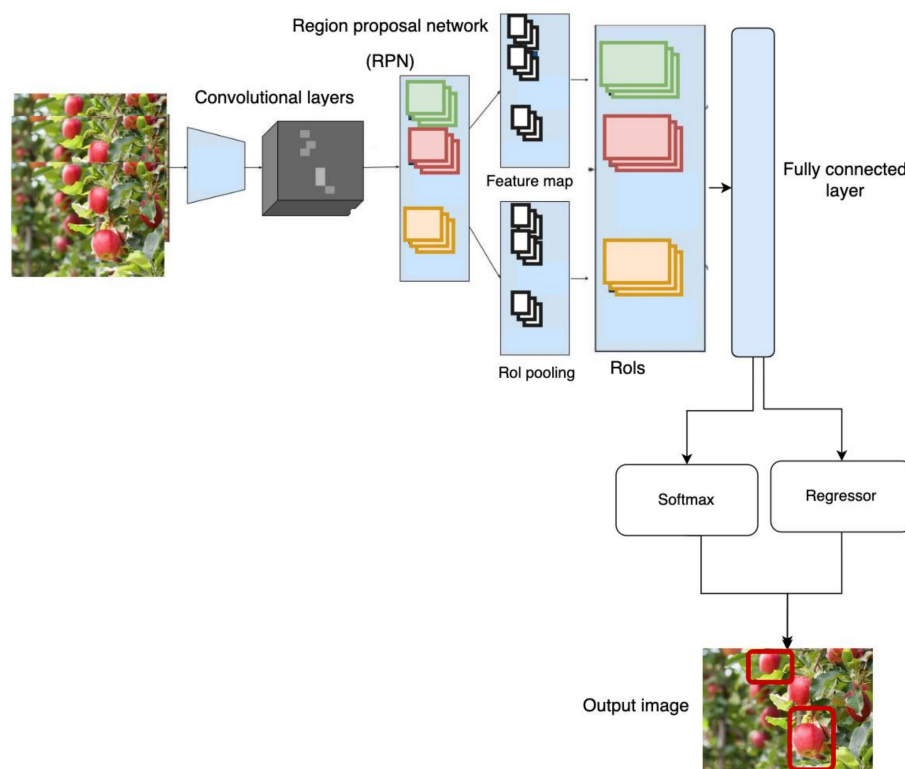 Region proposal network
(RPN)
Convolutional layers
Feature map
Fully connected
layer
RoI pooling
RoIs
Softmax
Regressor
Output image